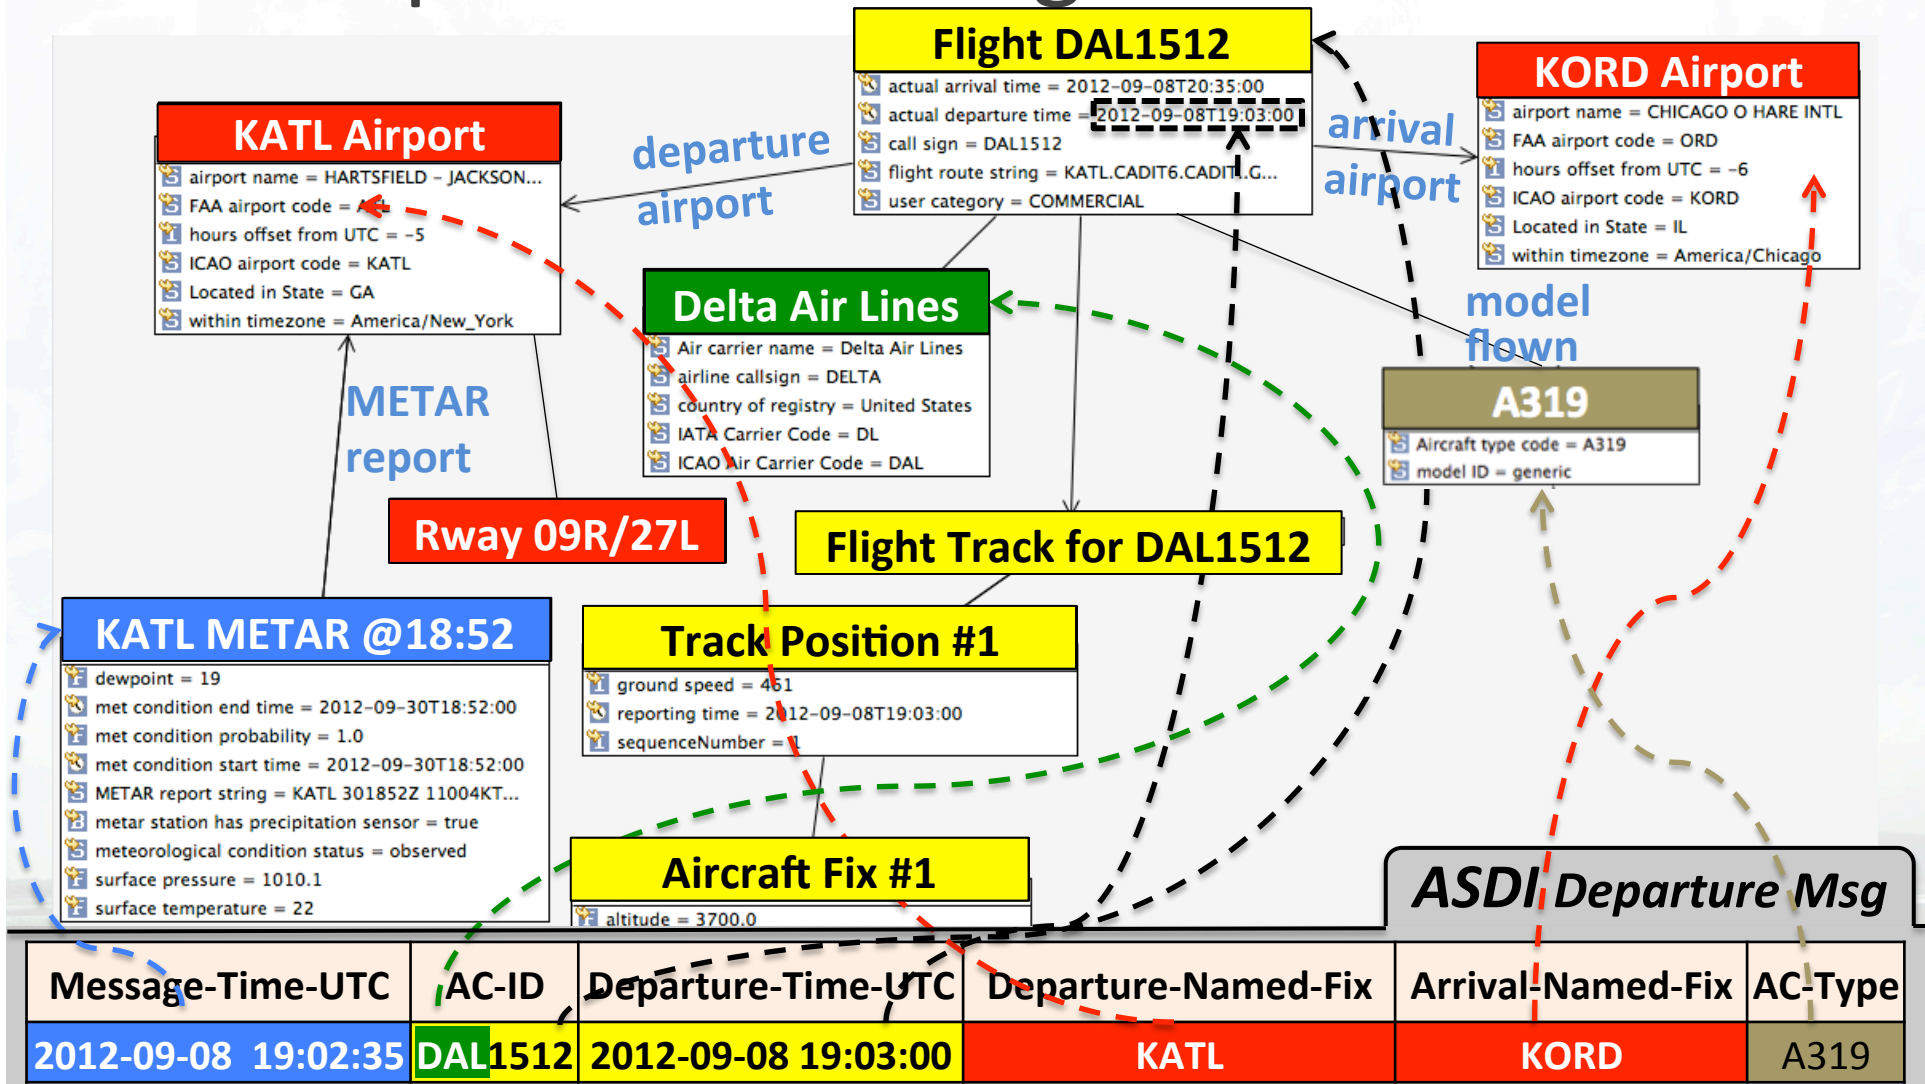 Flight DAL1512
actual arrival time = 2012-09-08T20:35:00
actual departure time = 2012-09-08T19:03:00
call sign = DAL1512
flight route string = KATL.CADIT6.CADIT..G...
user category = COMMERCIAL
KORD Airport
airport name = CHICAGO O HARE INTL
FAA airport code = ORD
hours offset from UTC = -6
ICAO airport code = KORD
Located in State = IL
within timezone = America/Chicago
KATL Airport
airport name = HARTSFIELD - JACKSON...
FAA airport code = ATL
hours offset from UTC = -5
ICAO airport code = KATL
Located in State = GA
within timezone = America/New_York
departure
airport
arrival
airport
Delta Air Lines
Air carrier name = Delta Air Lines
airline callsign = DELTA
country of registry = United States
IATA Carrier Code = DL
ICAO Air Carrier Code = DAL
model
flown
A319
Aircraft type code = A319
model ID = generic
METAR
report
Rway 09R/27L
Flight Track for DAL1512
KATL METAR @18:52
dewpoint = 19
met condition end time = 2012-09-30T18:52:00
met condition probability = 1.0
met condition start time = 2012-09-30T18:52:00
METAR report string = KATL 301852Z 11004KT...
metar station has precipitation sensor = true
meteorological condition status = observed
surface pressure = 1010.1
surface temperature = 22
Track Position #1
ground speed = 461
reporting time = 2012-09-08T19:03:00
sequenceNumber = 1
Aircraft Fix #1
altitude = 3700.0
ASDI Departure Msg
Message-Time-UTC AC-ID Departure-Time-UTC Departure-Named-Fix Arrival-Named-Fix AC-Type
2012-09-08 19:02:35 DAL1512 2012-09-08 19:03:00 KATL KORD A319